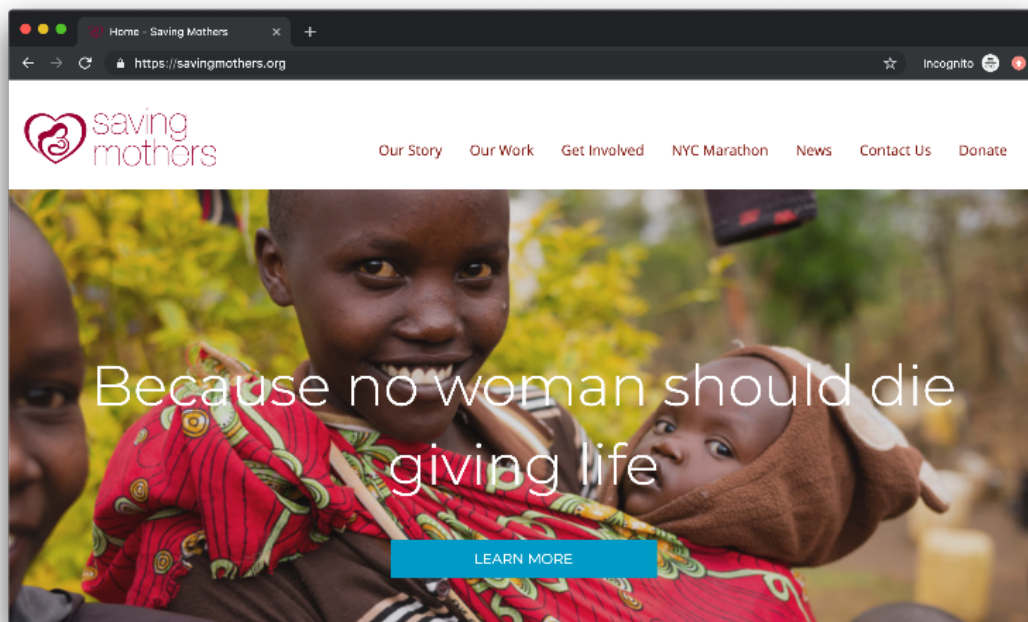 Home - Saving Mothers
https://savingmothers.org
Incognito
saving
mothers
Our Story Our Work Get Involved NYC Marathon News Contact Us Donate
Because no woman should die
giving life
LEARN MORE